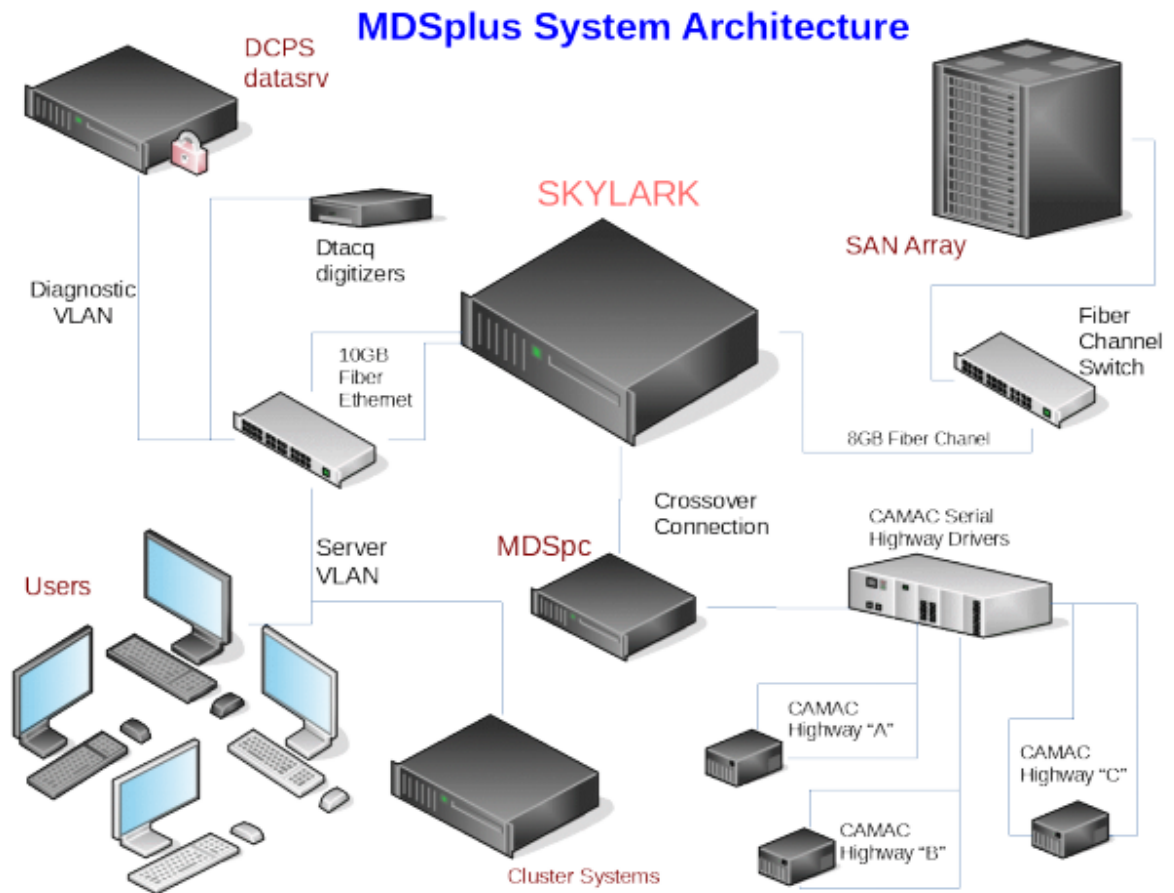 MDSplus System Architecture
DCPS
datasrv
SKYLARK
SAN Array
Dtacq
digitizers
Diagnostic
VLAN
10GB
Fiber
Ethernet
Fiber
Channel
Switch
8GB Fiber Chanel
Crossover
Connection
CAMAC Serial
Highway Drivers
Server
VLAN
MDSpc
Users
CAMAC
Highway “A”
CAMAC
Highway “C”
CAMAC
Highway “B”
Cluster Systems